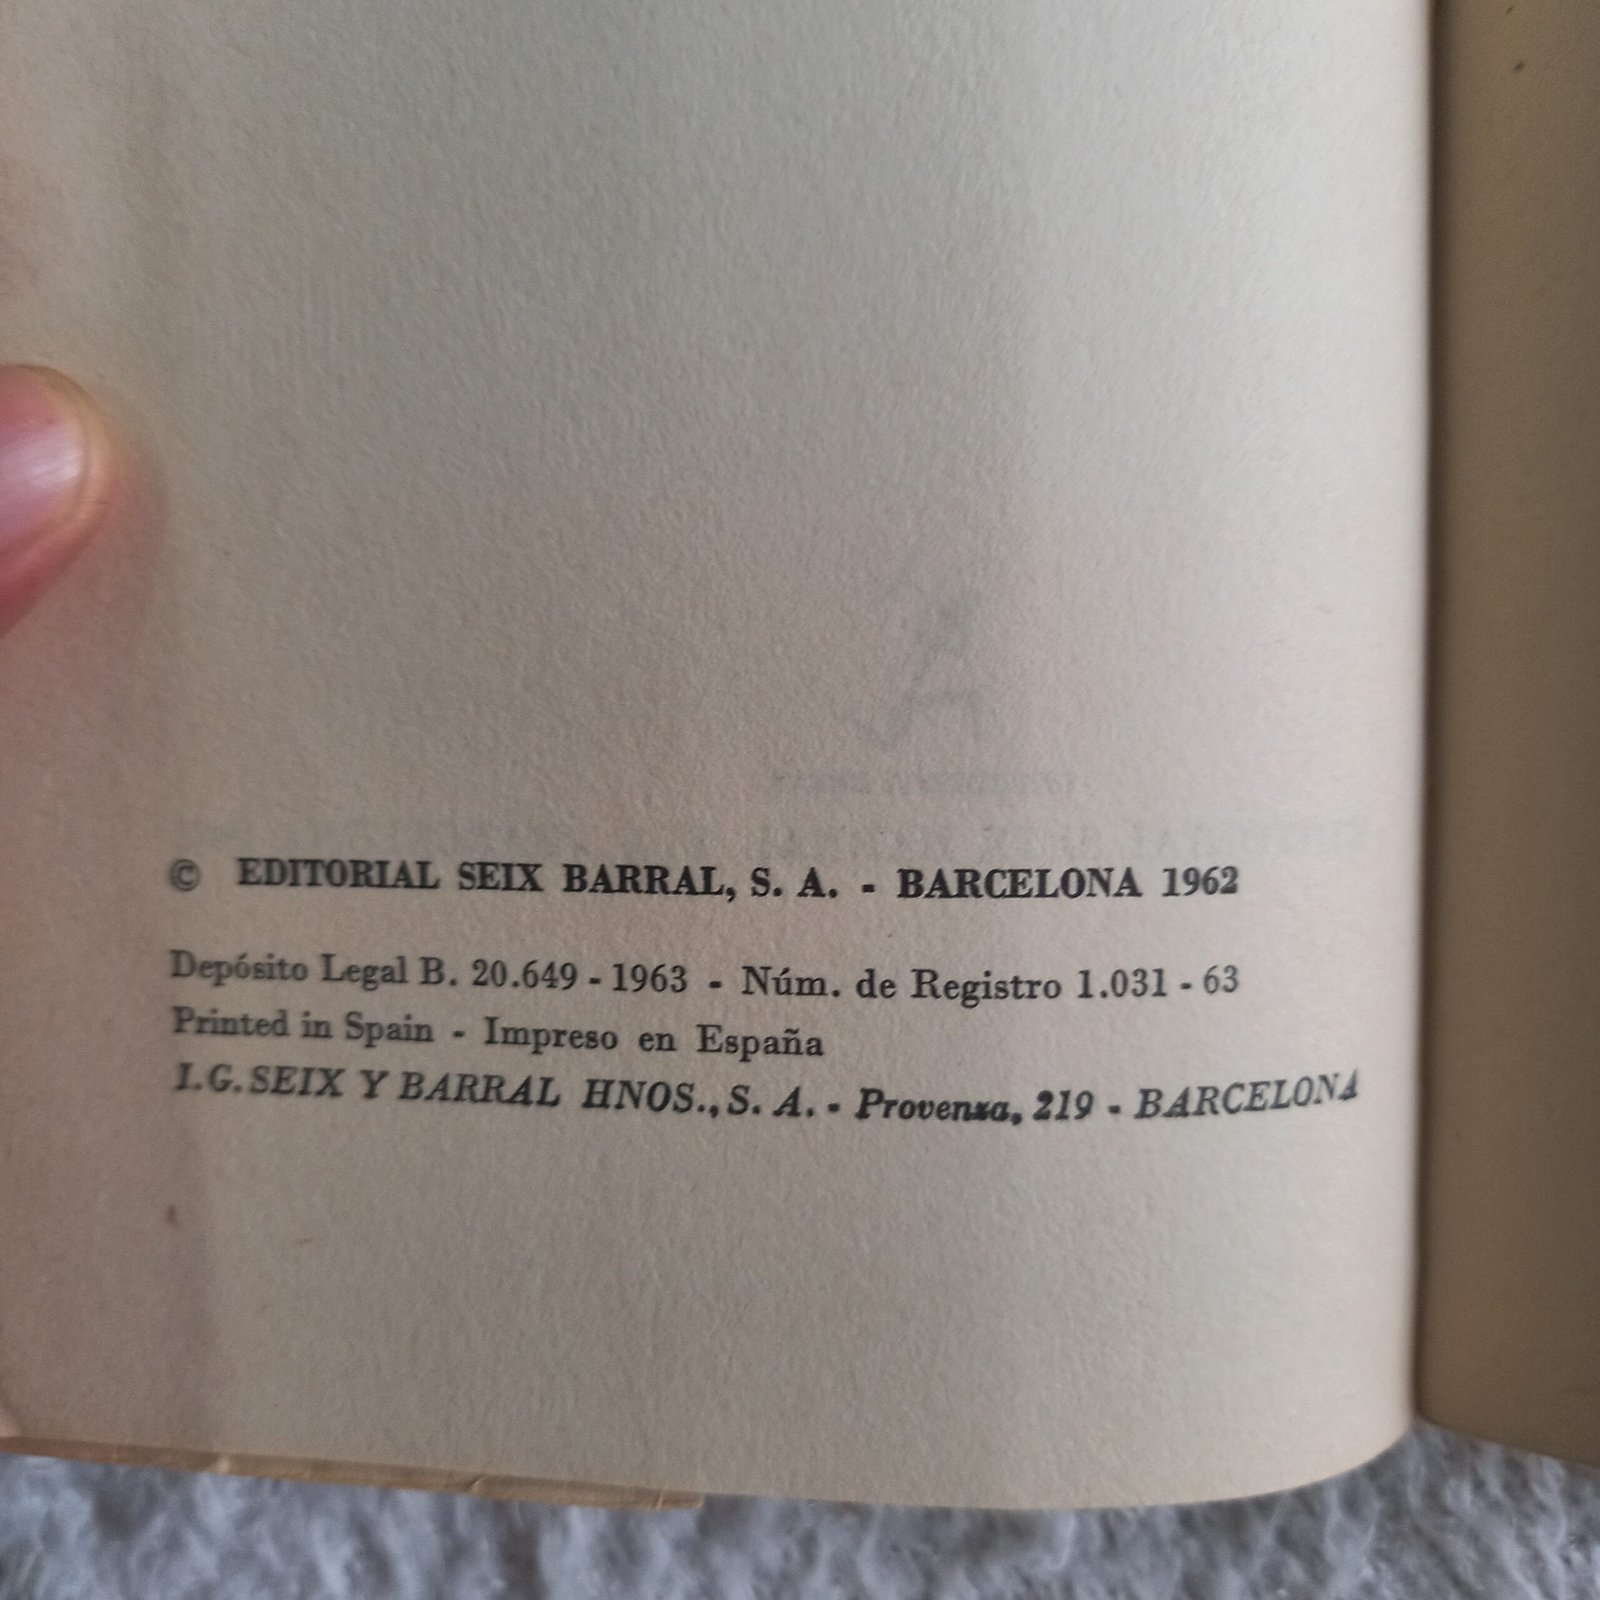 © EDITORIAL SEIX BARRAL, S. A. - BARCELONA 1962
Depósito Legal B. 20.649 - 1963 - Núm. de Registro 1.031 - 63
Printed in Spain - Impreso en España
I. G. SEIX Y BARRAL HNOS., S. A. - Provenza, 219 - BARCELONA